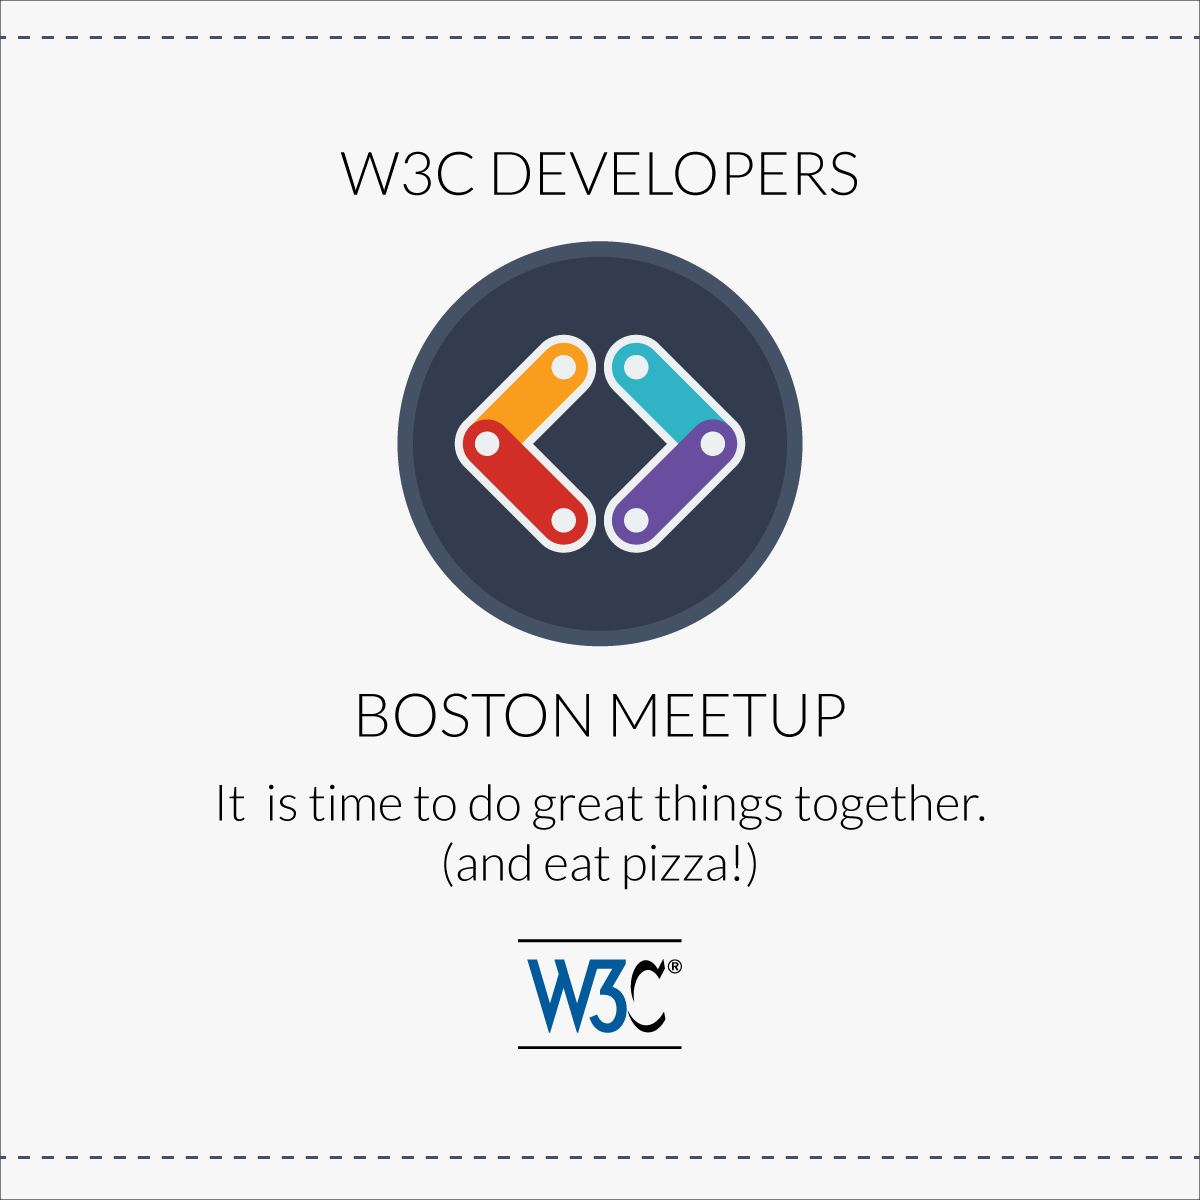 W3C DEVELOPERS
BOSTON MEETUP
It  is time to do great things together.
(and eat pizza!)
W3C®